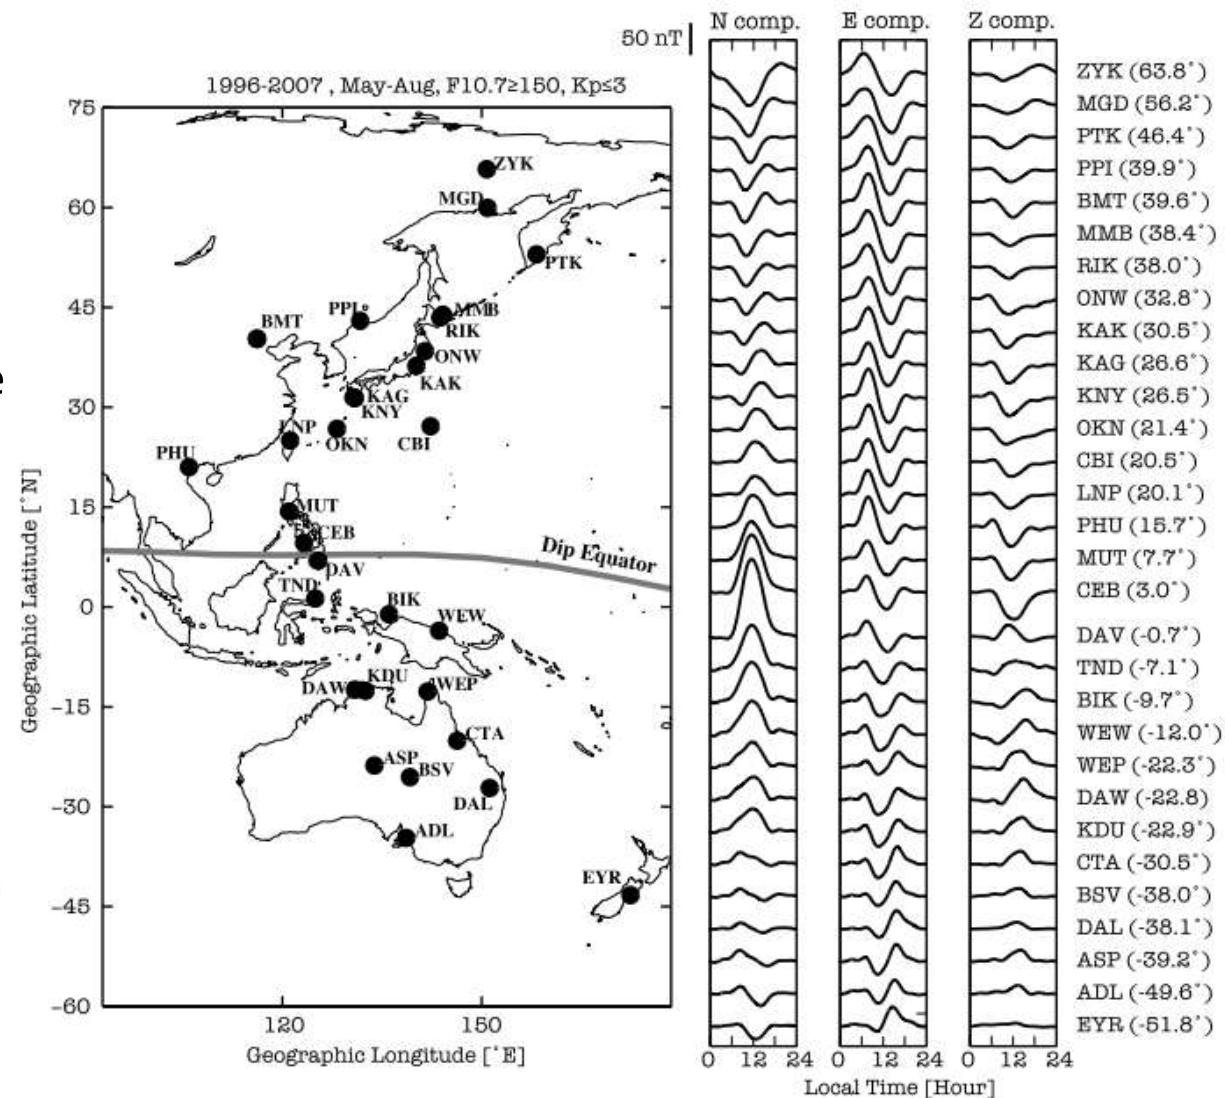 N comp. E comp. Z comp.
50 nT
1996-2007 , May-Aug, F10.7≥150, Kp≤3
75
60
45
30
15
0
-15
-30
-45
-60
120
150
Geographic Latitude [˚N]
Geographic Longitude [˚E]
ZYK
MGD
PTK
PPI
MMB
RIK
BMT
ONW
KAK
KAG
KNY
LNP
OKN
CBI
PHU
MUT
CEB
Dip Equator
DAV
TND
BIK
WEW
DAW
KDU
WEP
CTA
ASP
BSV
DAL
ADL
EYR
ZYK (63.8˚)
MGD (56.2˚)
PTK (46.4˚)
PPI (39.9˚)
BMT (39.6˚)
MMB (38.4˚)
RIK (38.0˚)
ONW (32.8˚)
KAK (30.5˚)
KAG (26.6˚)
KNY (26.5˚)
OKN (21.4˚)
CBI (20.5˚)
LNP (20.1˚)
PHU (15.7˚)
MUT (7.7˚)
CEB (3.0˚)
DAV (-0.7˚)
TND (-7.1˚)
BIK (-9.7˚)
WEW (-12.0˚)
WEP (-22.3˚)
DAW (-22.8)
KDU (-22.9˚)
CTA (-30.5˚)
BSV (-38.0˚)
DAL (-38.1˚)
ASP (-39.2˚)
ADL (-49.6˚)
EYR (-51.8˚)
0 12 24 0 12 24 0 12 24
Local Time [Hour]